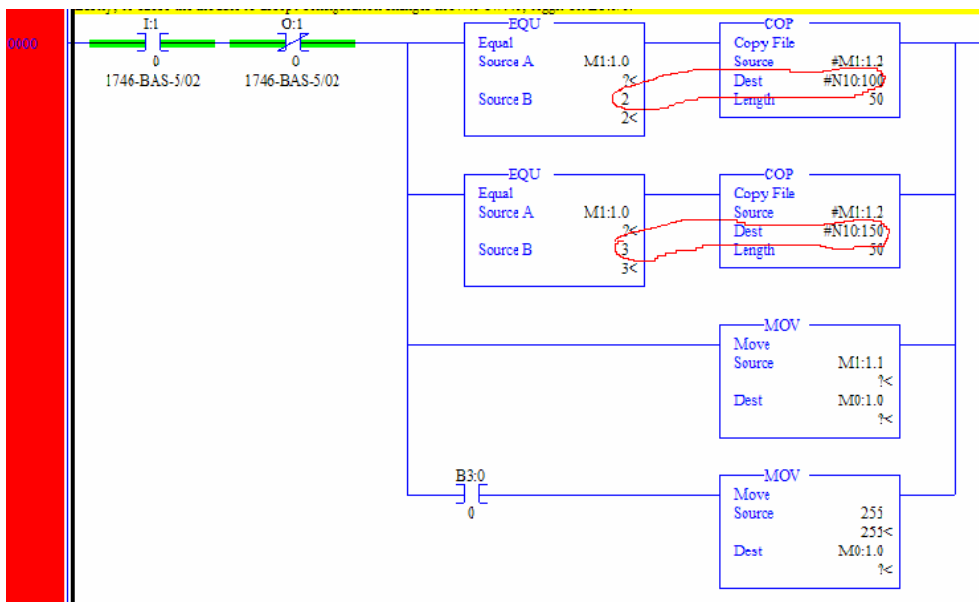 0000
I:1
0
1746-BAS-5/02
O:1
0
1746-BAS-5/02
EQU
Equal
Source A M1:1.0
?<
Source B 2
2<
COP
Copy File
Source #M1:1.2
Dest #N10:100
Length 50
EQU
Equal
Source A M1:1.0
?<
Source B 3
3<
COP
Copy File
Source #M1:1.2
Dest #N10:150
Length 50
MOV
Move
Source M1:1.1
?<
Dest M0:1.0
?<
B3:0
0
MOV
Move
Source 255
255<
Dest M0:1.0
?<